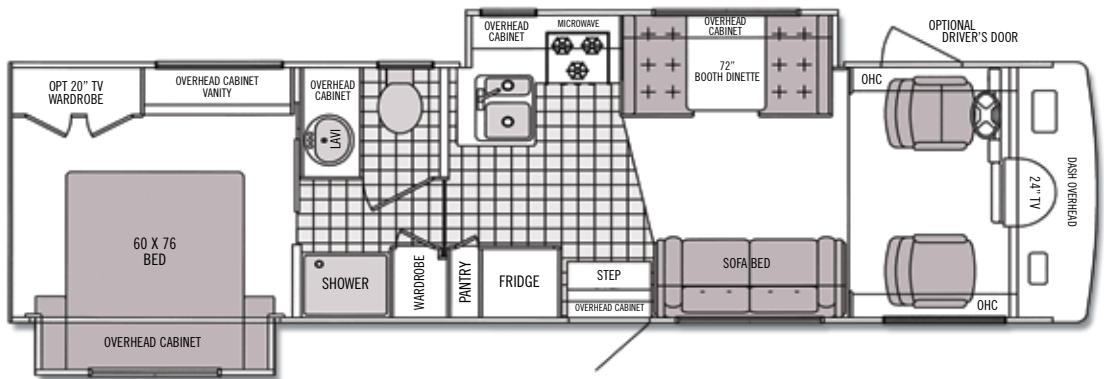 OVERHEAD
CABINET
MICROWAVE
OVERHEAD
CABINET
OPTIONAL
DRIVER'S DOOR
OPT 20" TV
WARDROBE
OVERHEAD CABINET
VANITY
OVERHEAD
CABINET
72"
BOOTH DINETTE
OHC
LAVI
24" TV
DASH OVERHEAD
60 X 76
BED
SHOWER
WARDROBE
PANTRY
FRIDGE
STEP
OVERHEAD CABINET
SOFA BED
OHC
OVERHEAD CABINET